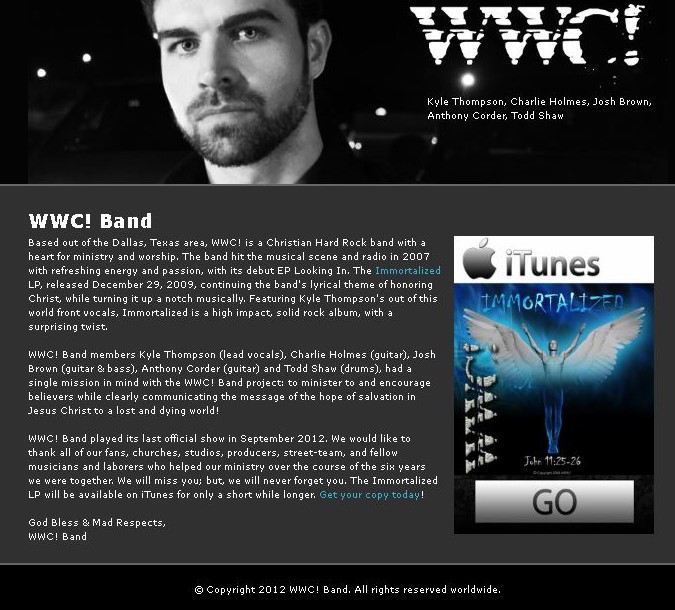 WWC!
Kyle Thompson, Charlie Holmes, Josh Brown,
Anthony Corder, Todd Shaw
WWC! Band
Based out of the Dallas, Texas area, WWC! is a Christian Hard Rock band with a
heart for ministry and worship. The band hit the musical scene and radio in 2007
with refreshing energy and passion, with its debut EP Looking In. The Immortalized
LP, released December 29, 2009, continuing the band's lyrical theme of honoring
Christ, while turning it up a notch musically. Featuring Kyle Thompson's out of this
world front vocals, Immortalized is a high impact, solid rock album, with a
surprising twist.
WWC! Band members Kyle Thompson (lead vocals), Charlie Holmes (guitar), Josh
Brown (guitar & bass), Anthony Corder (guitar) and Todd Shaw (drums), had a
single mission in mind with the WWC! Band project: to minister to and encourage
believers while clearly communicating the message of the hope of salvation in
Jesus Christ to a lost and dying world!
WWC! Band played its last official show in September 2012. We would like to
thank all of our fans, churches, studios, producers, street-team, and fellow
musicians and laborers who helped our ministry over the course of the six years
we were together. We will miss you; but, we will never forget you. The Immortalized
LP will be available on iTunes for only a short while longer. Get your copy today!
God Bless & Mad Respects,
WWC! Band
iTunes
IMMORTALIZED
WWC!
John 11:25-26
GO
© Copyright 2012 WWC! Band. All rights reserved worldwide.